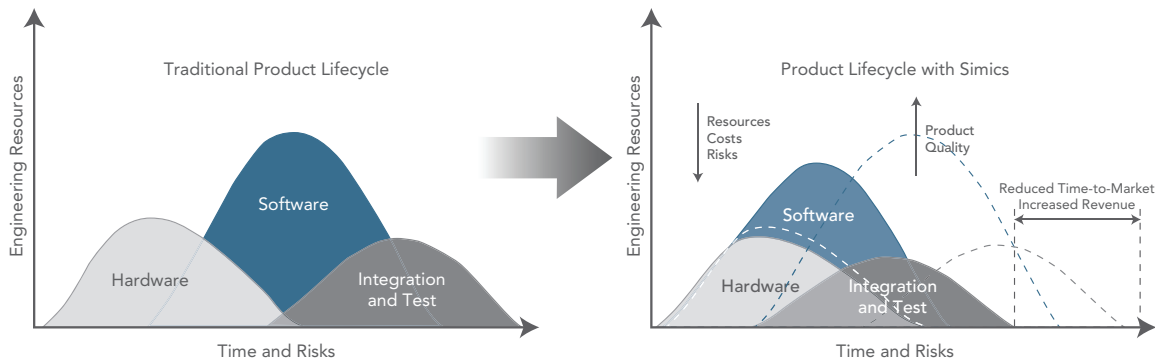 Traditional Product Lifecycle
Engineering Resources
Software
Hardware
Integration
and Test
Time and Risks
Product Lifecycle with Simics
Engineering Resources
Resources
Costs
Risks
Product
Quality
Reduced Time-to-Market
Increased Revenue
Software
Hardware
Integration
and Test
Time and Risks